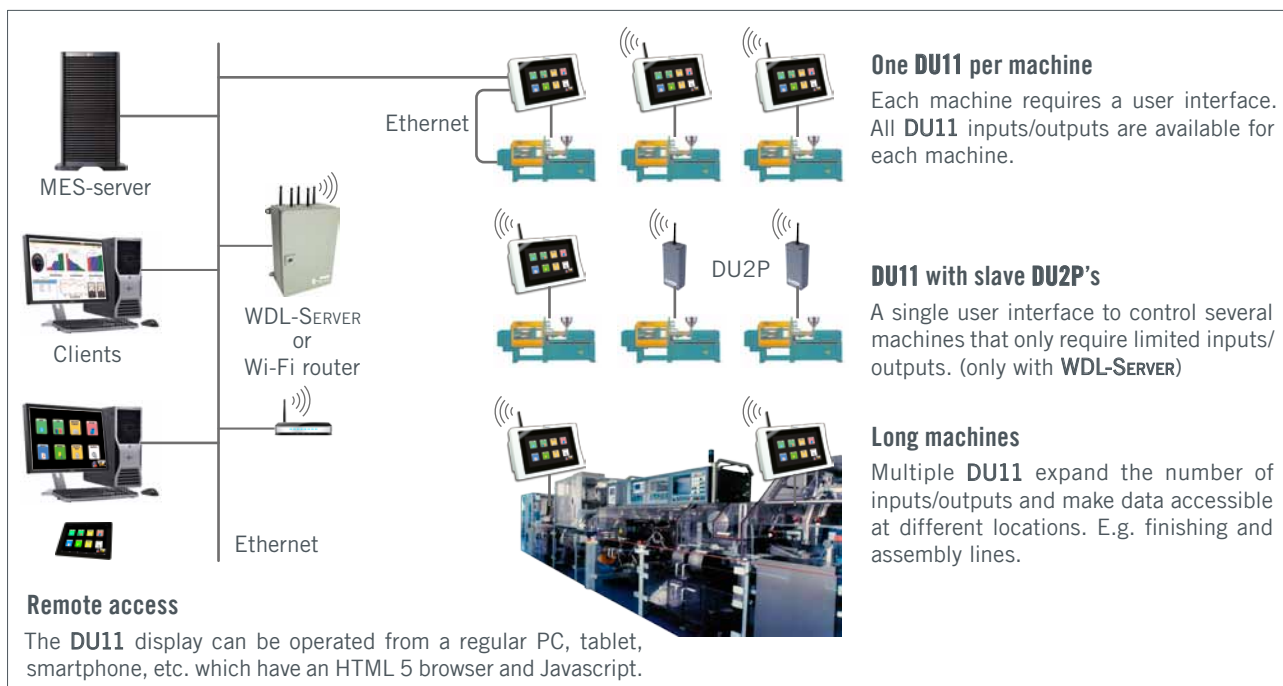 MES-server
Clients
WDL-SERVER
or
Wi-Fi router
Ethernet
Ethernet
DU2P
One DU11 per machine
Each machine requires a user interface.
All DU11 inputs/outputs are available for
each machine.
DU11 with slave DU2P's
A single user interface to control several
machines that only require limited inputs/
outputs. (only with WDL-SERVER)
Long machines
Multiple DU11 expand the number of
inputs/outputs and make data accessible
at different locations. E.g. finishing and
assembly lines.
Remote access
The DU11 display can be operated from a regular PC, tablet,
smartphone, etc. which have an HTML 5 browser and Javascript.